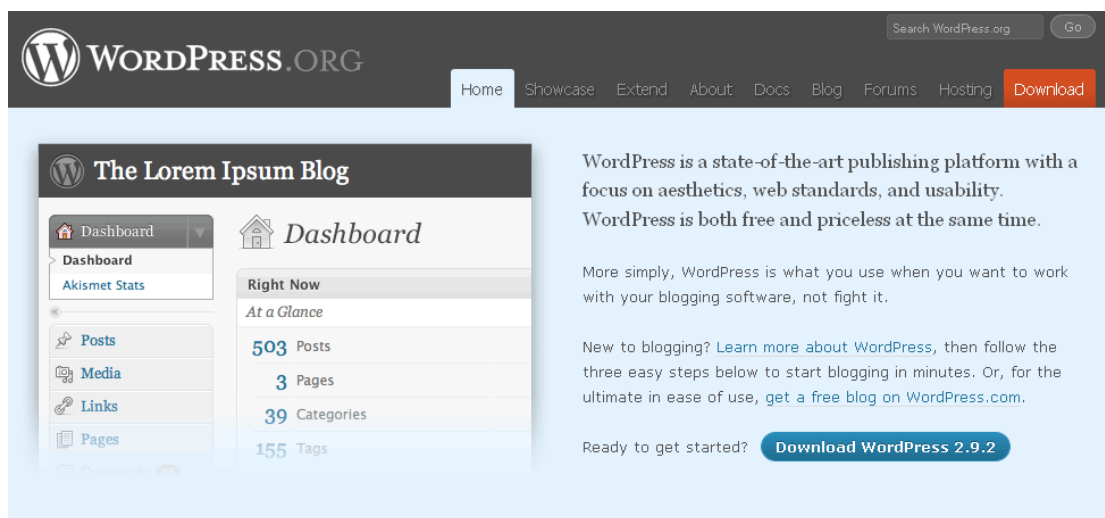 WORDPRESS.ORG
Search WordPress.org
Go
Home
Showcase
Extend
About
Docs
Blog
Forums
Hosting
Download
The Lorem Ipsum Blog
Dashboard
Dashboard
Akismet Stats
Posts
Media
Links
Pages
Comments
Dashboard
Right Now
At a Glance
503 Posts
3 Pages
39 Categories
155 Tags
WordPress is a state-of-the-art publishing platform with a
focus on aesthetics, web standards, and usability.
WordPress is both free and priceless at the same time.
More simply, WordPress is what you use when you want to work
with your blogging software, not fight it.
New to blogging? Learn more about WordPress, then follow the
three easy steps below to start blogging in minutes. Or, for the
ultimate in ease of use, get a free blog on WordPress.com.
Ready to get started?
Download WordPress 2.9.2